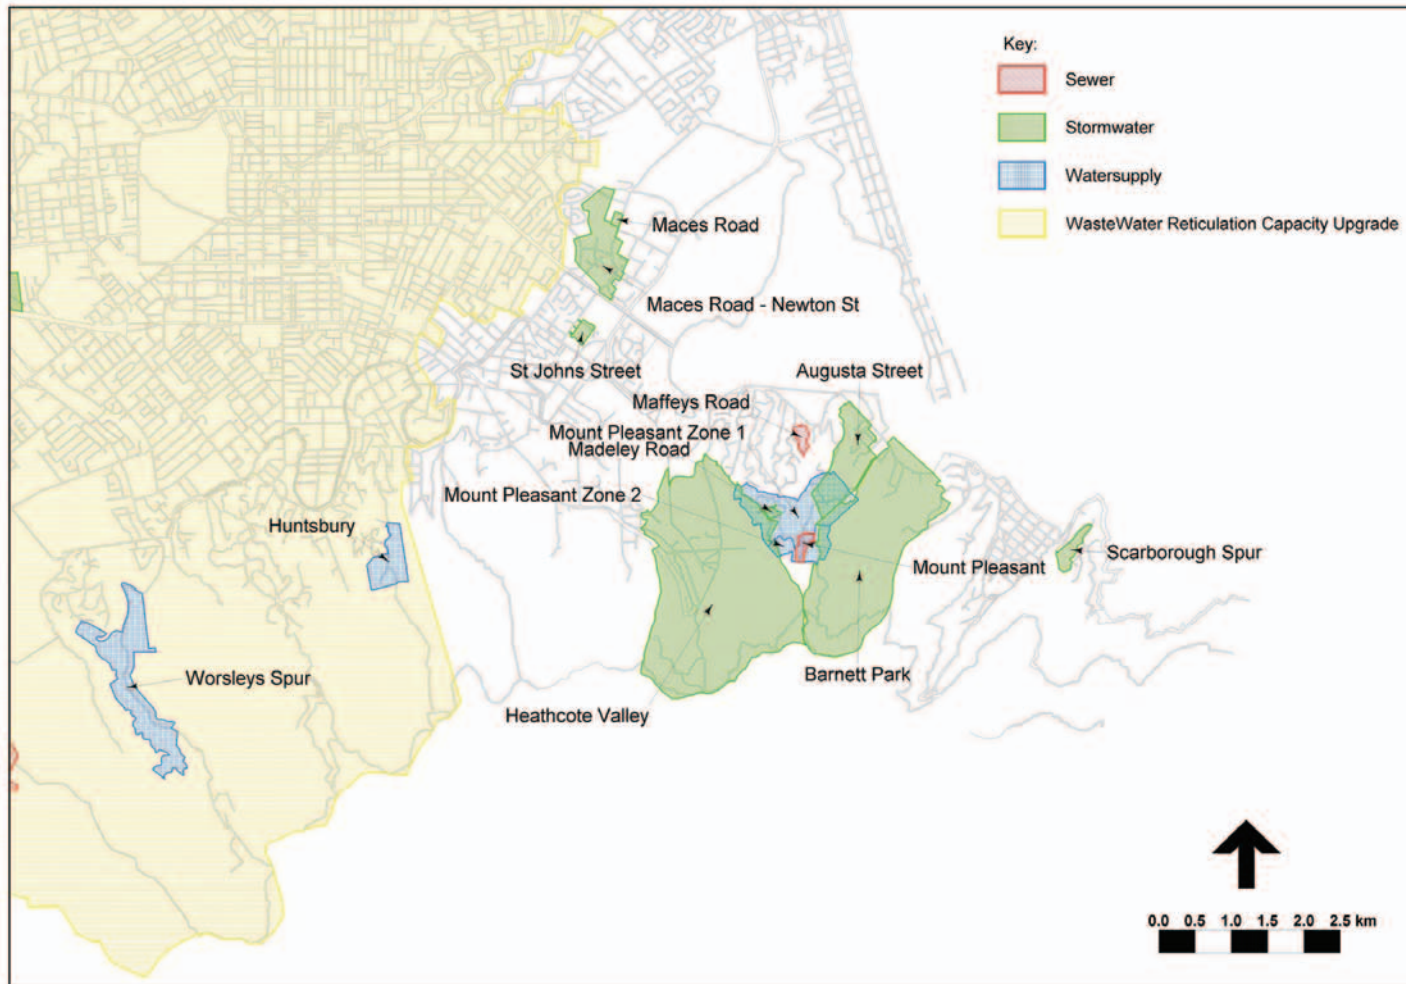 Key:
Sewer
Stormwater
Watersupply
WasteWater Reticulation Capacity Upgrade
Maces Road
Maces Road - Newton St
St Johns Street
Augusta Street
Maffeys Road
Mount Pleasant Zone 1
Madeley Road
Mount Pleasant Zone 2
Huntsbury
Scarborough Spur
Mount Pleasant
Worsleys Spur
Barnett Park
Heathcote Valley
0.0 0.5 1.0 1.5 2.0 2.5 km